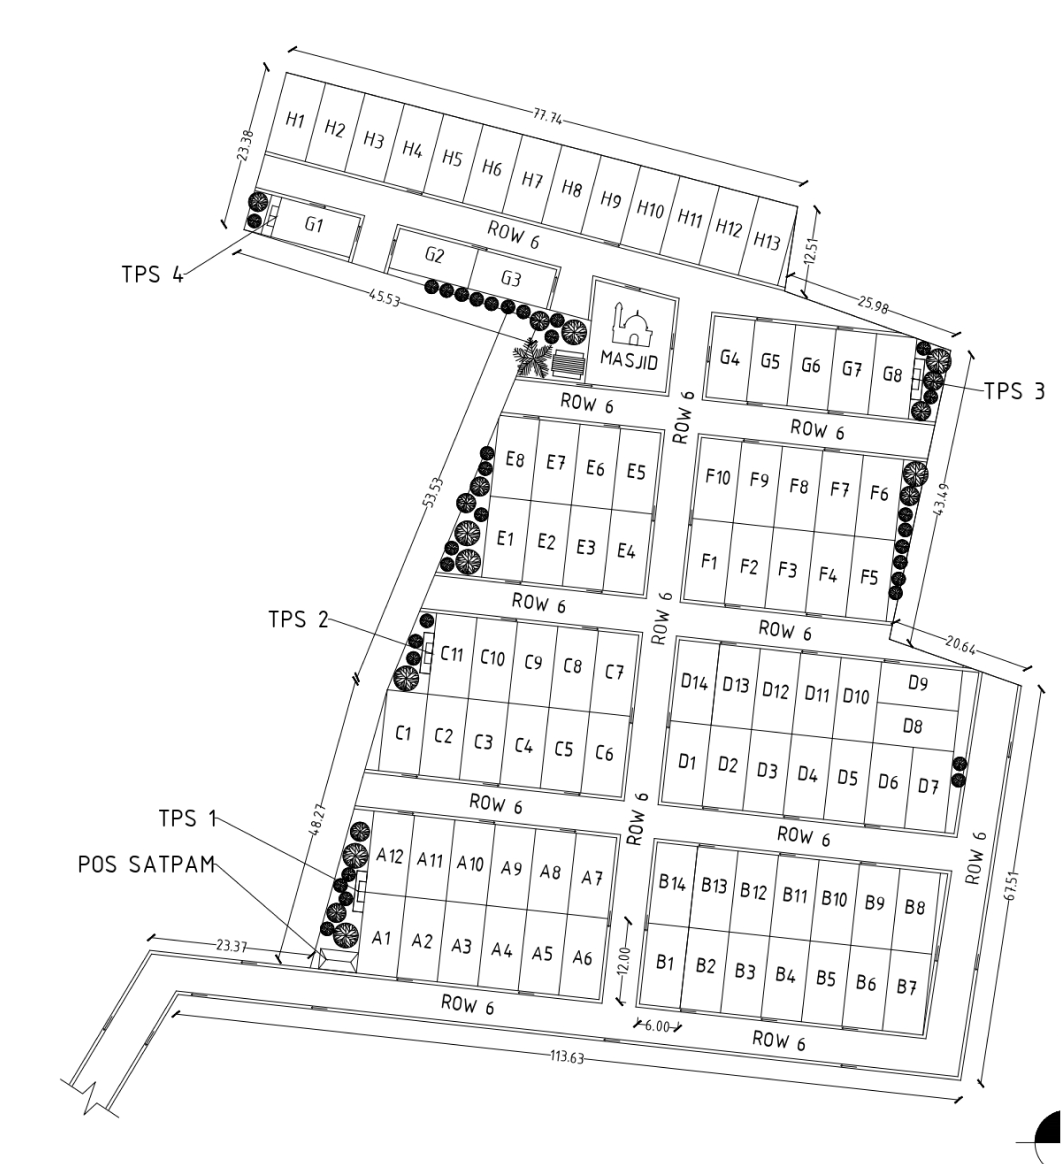 77.74
23.38
H1
H2
H3
H4
H5
H6
H7
H8
H9
H10
H11
H12
H13
12.51
ROW 6
G1
G2
G3
TPS 4
45.53
25.98
MASJID
G4
G5
G6
G7
G8
TPS 3
ROW 6
ROW 6
ROW 6
E8
E7
E6
E5
F10
F9
F8
F7
F6
53.53
43.49
E1
E2
E3
E4
F1
F2
F3
F4
F5
ROW 6
ROW 6
ROW 6
TPS 2
20.64
C11
C10
C9
C8
C7
D14
D13
D12
D11
D10
D9
D8
C1
C2
C3
C4
C5
C6
D1
D2
D3
D4
D5
D6
D7
ROW 6
ROW 6
ROW 6
ROW 6
48.27
TPS 1
POS SATPAM
A12
A11
A10
A9
A8
A7
B14
B13
B12
B11
B10
B9
B8
67.51
A1
A2
A3
A4
A5
A6
12.00
B1
B2
B3
B4
B5
B6
B7
23.37
ROW 6
6.00
ROW 6
113.63